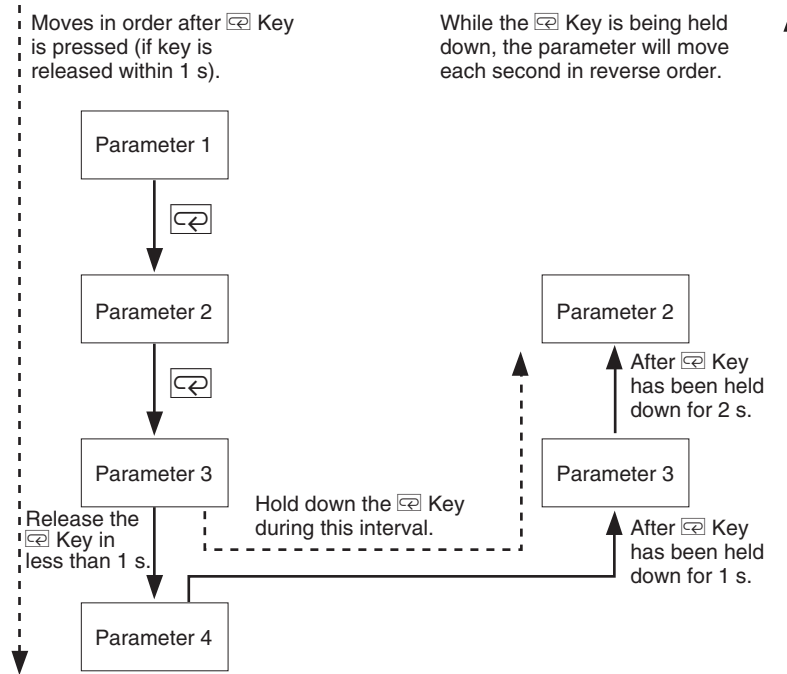 Moves in order after Key
is pressed (if key is
released within 1 s).
While the Key is being held
down, the parameter will move
each second in reverse order.
Parameter 1
Parameter 2
Parameter 3
Release the
Key in
less than 1 s.
Parameter 4
Hold down the Key
during this interval.
Parameter 2
After Key
has been held
down for 2 s.
Parameter 3
After Key
has been held
down for 1 s.